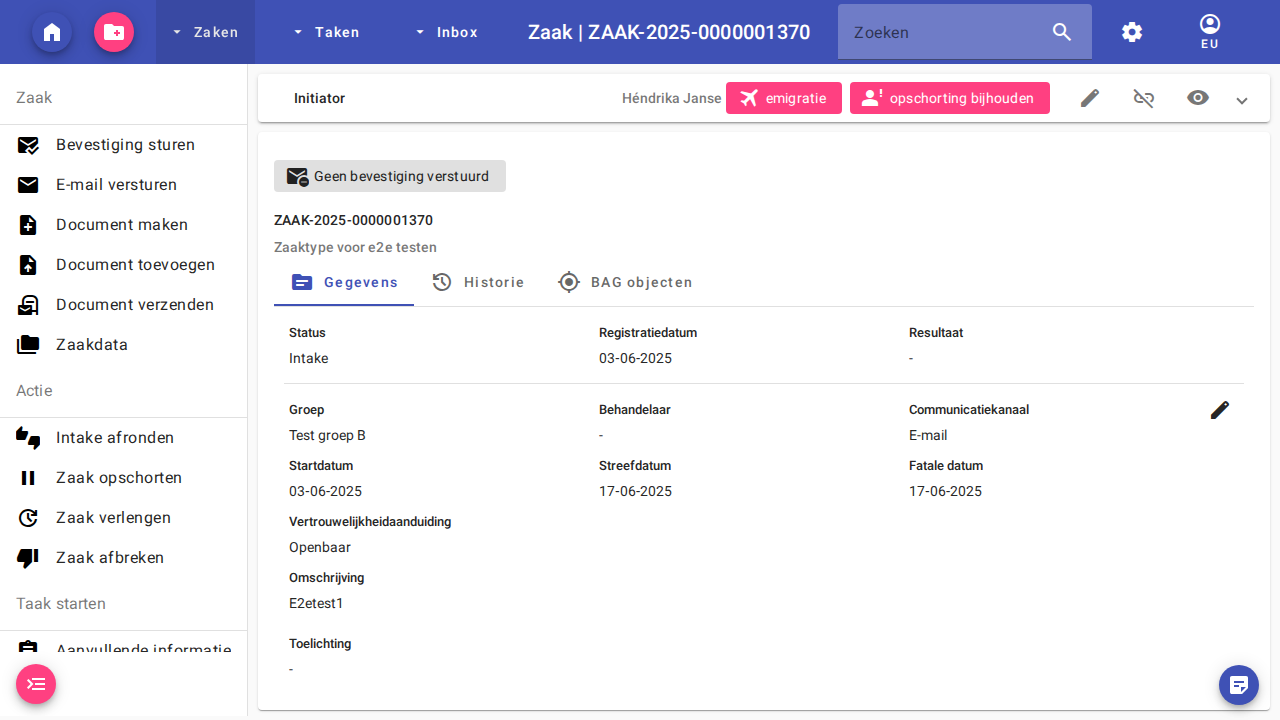 Zaken
Taken
Inbox
Zaak | ZAAK-2025-0000001370
Zoeken
EU
Zaak
Bevestiging sturen
E-mail versturen
Document maken
Document toevoegen
Document verzenden
Zaakdata
Actie
Intake afronden
Zaak opschorten
Zaak verlengen
Zaak afbreken
Taak starten
Aanvullende informatie
Initiator
Héndrika Janse
emigratie
opschorting bijhouden
Geen bevestiging verstuurd
ZAAK-2025-0000001370
Zaaktype voor e2e testen
Gegevens
Historie
BAG objecten
Status
Registratiedatum
Resultaat
Intake
03-06-2025
-
Groep
Behandelaar
Communicatiekanaal
Test groep B
-
E-mail
Startdatum
Streefdatum
Fatale datum
03-06-2025
17-06-2025
17-06-2025
Vertrouwelijkheidaanduiding
Openbaar
Omschrijving
E2etest1
Toelichting
-